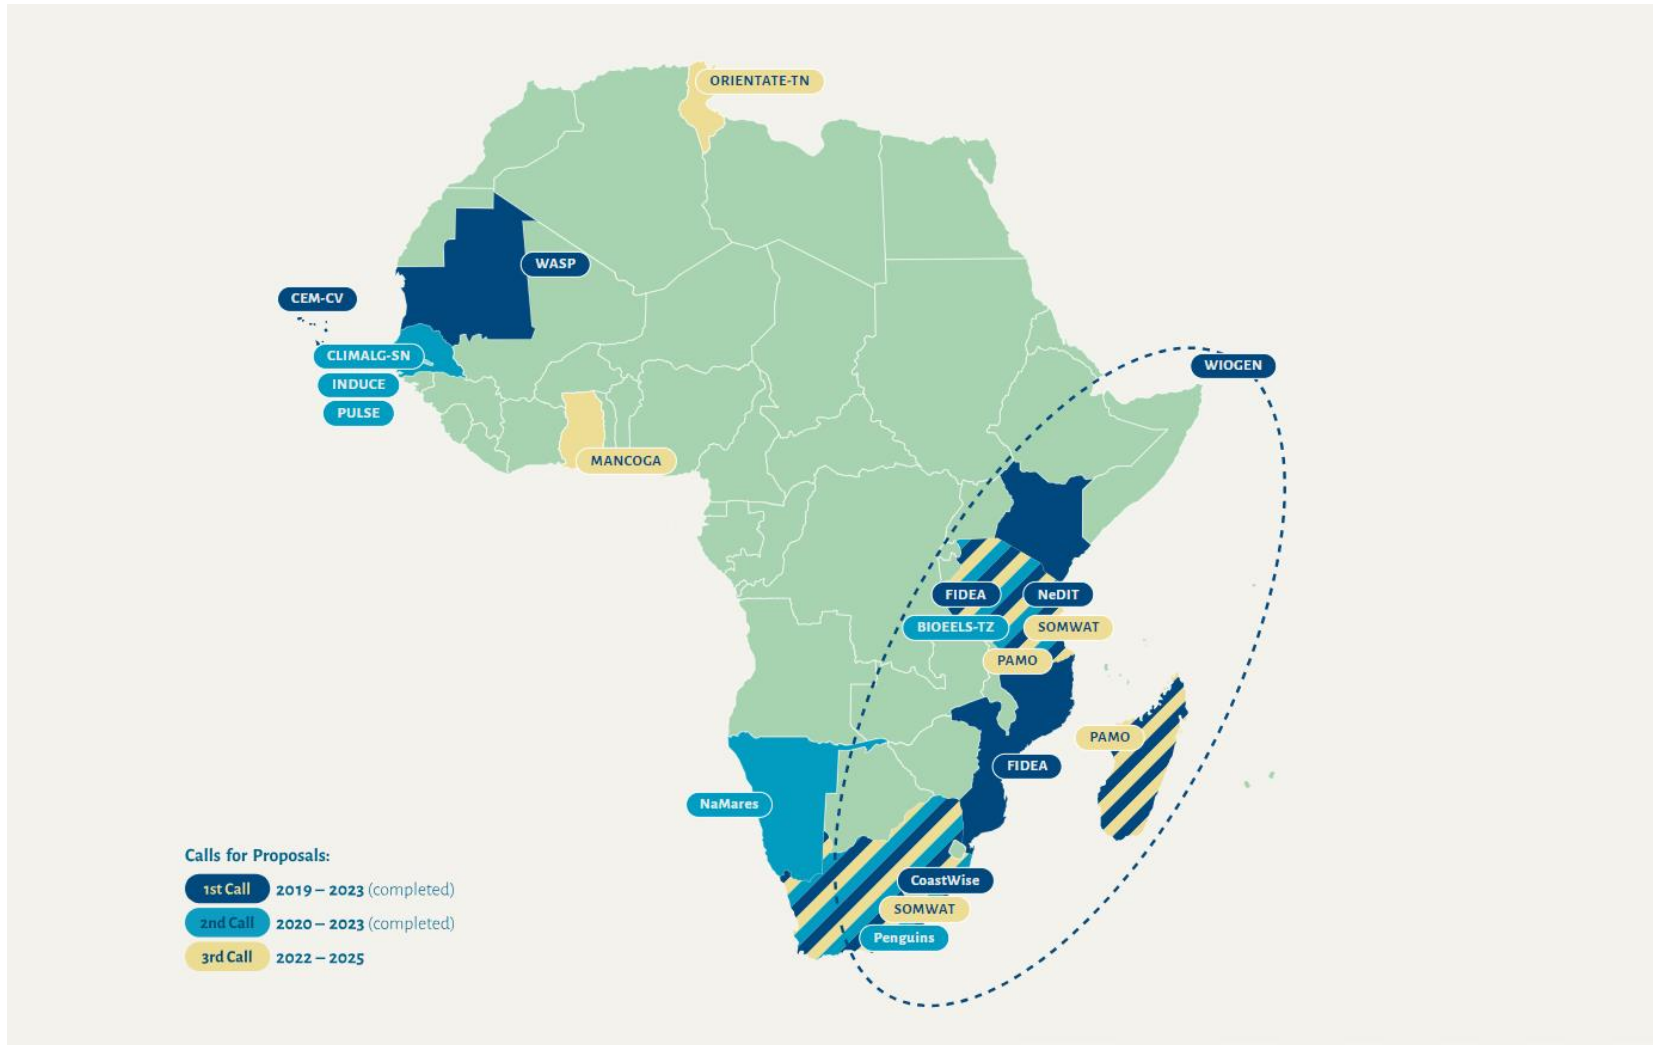 ORIENTATE-TN
WASP
CEM-CV
CLIMALG-SN
INDUCE
PULSE
WIOGEN
MANCOGA
FIDEA
NeDIT
BIOEELS-TZ
SOMWAT
PAMO
PAMO
FIDEA
NaMares
CoastWise
SOMWAT
Penguins
Calls for Proposals:
1st Call 2019 – 2023 (completed)
2nd Call 2020 – 2023 (completed)
3rd Call 2022 – 2025